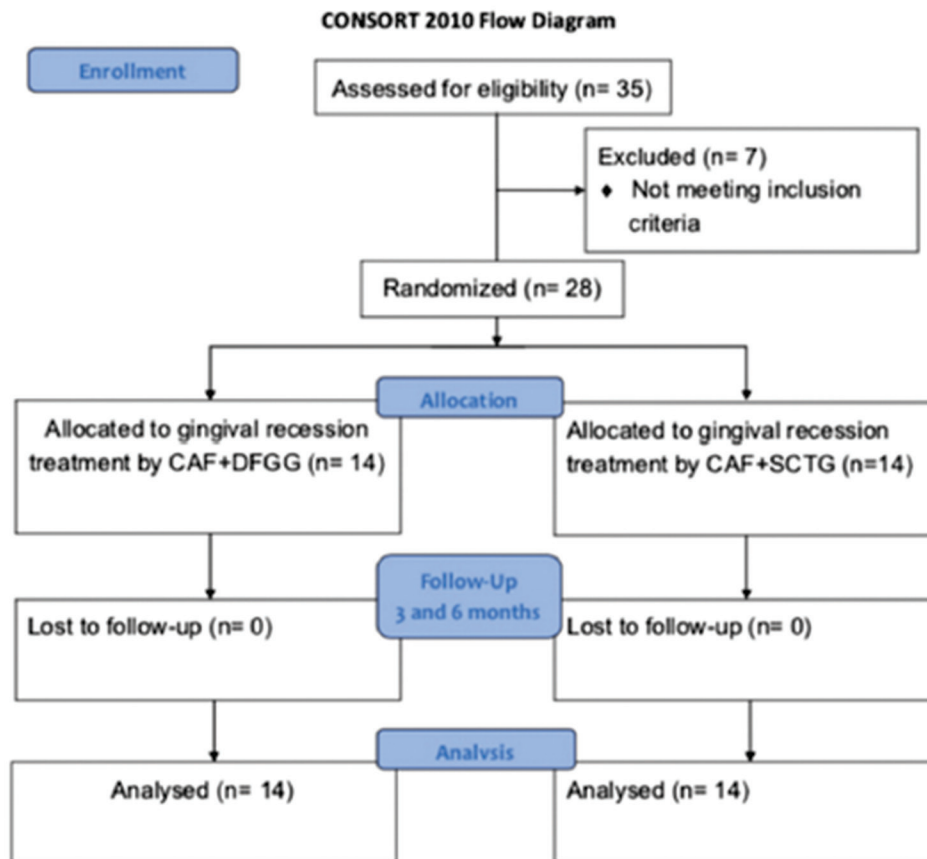 CONSORT 2010 Flow Diagram
Enrollment
Assessed for eligibility (n= 35)
Excluded (n= 7)
♦ Not meeting inclusion
criteria
Randomized (n= 28)
Allocation
Allocated to gingival recession
treatment by CAF+DFGG (n= 14)
Allocated to gingival recession
treatment by CAF+SCTG (n=14)
Follow-Up
3 and 6 months
Lost to follow-up (n= 0)
Lost to follow-up (n= 0)
Analysis
Analysed (n= 14)
Analysed (n= 14)